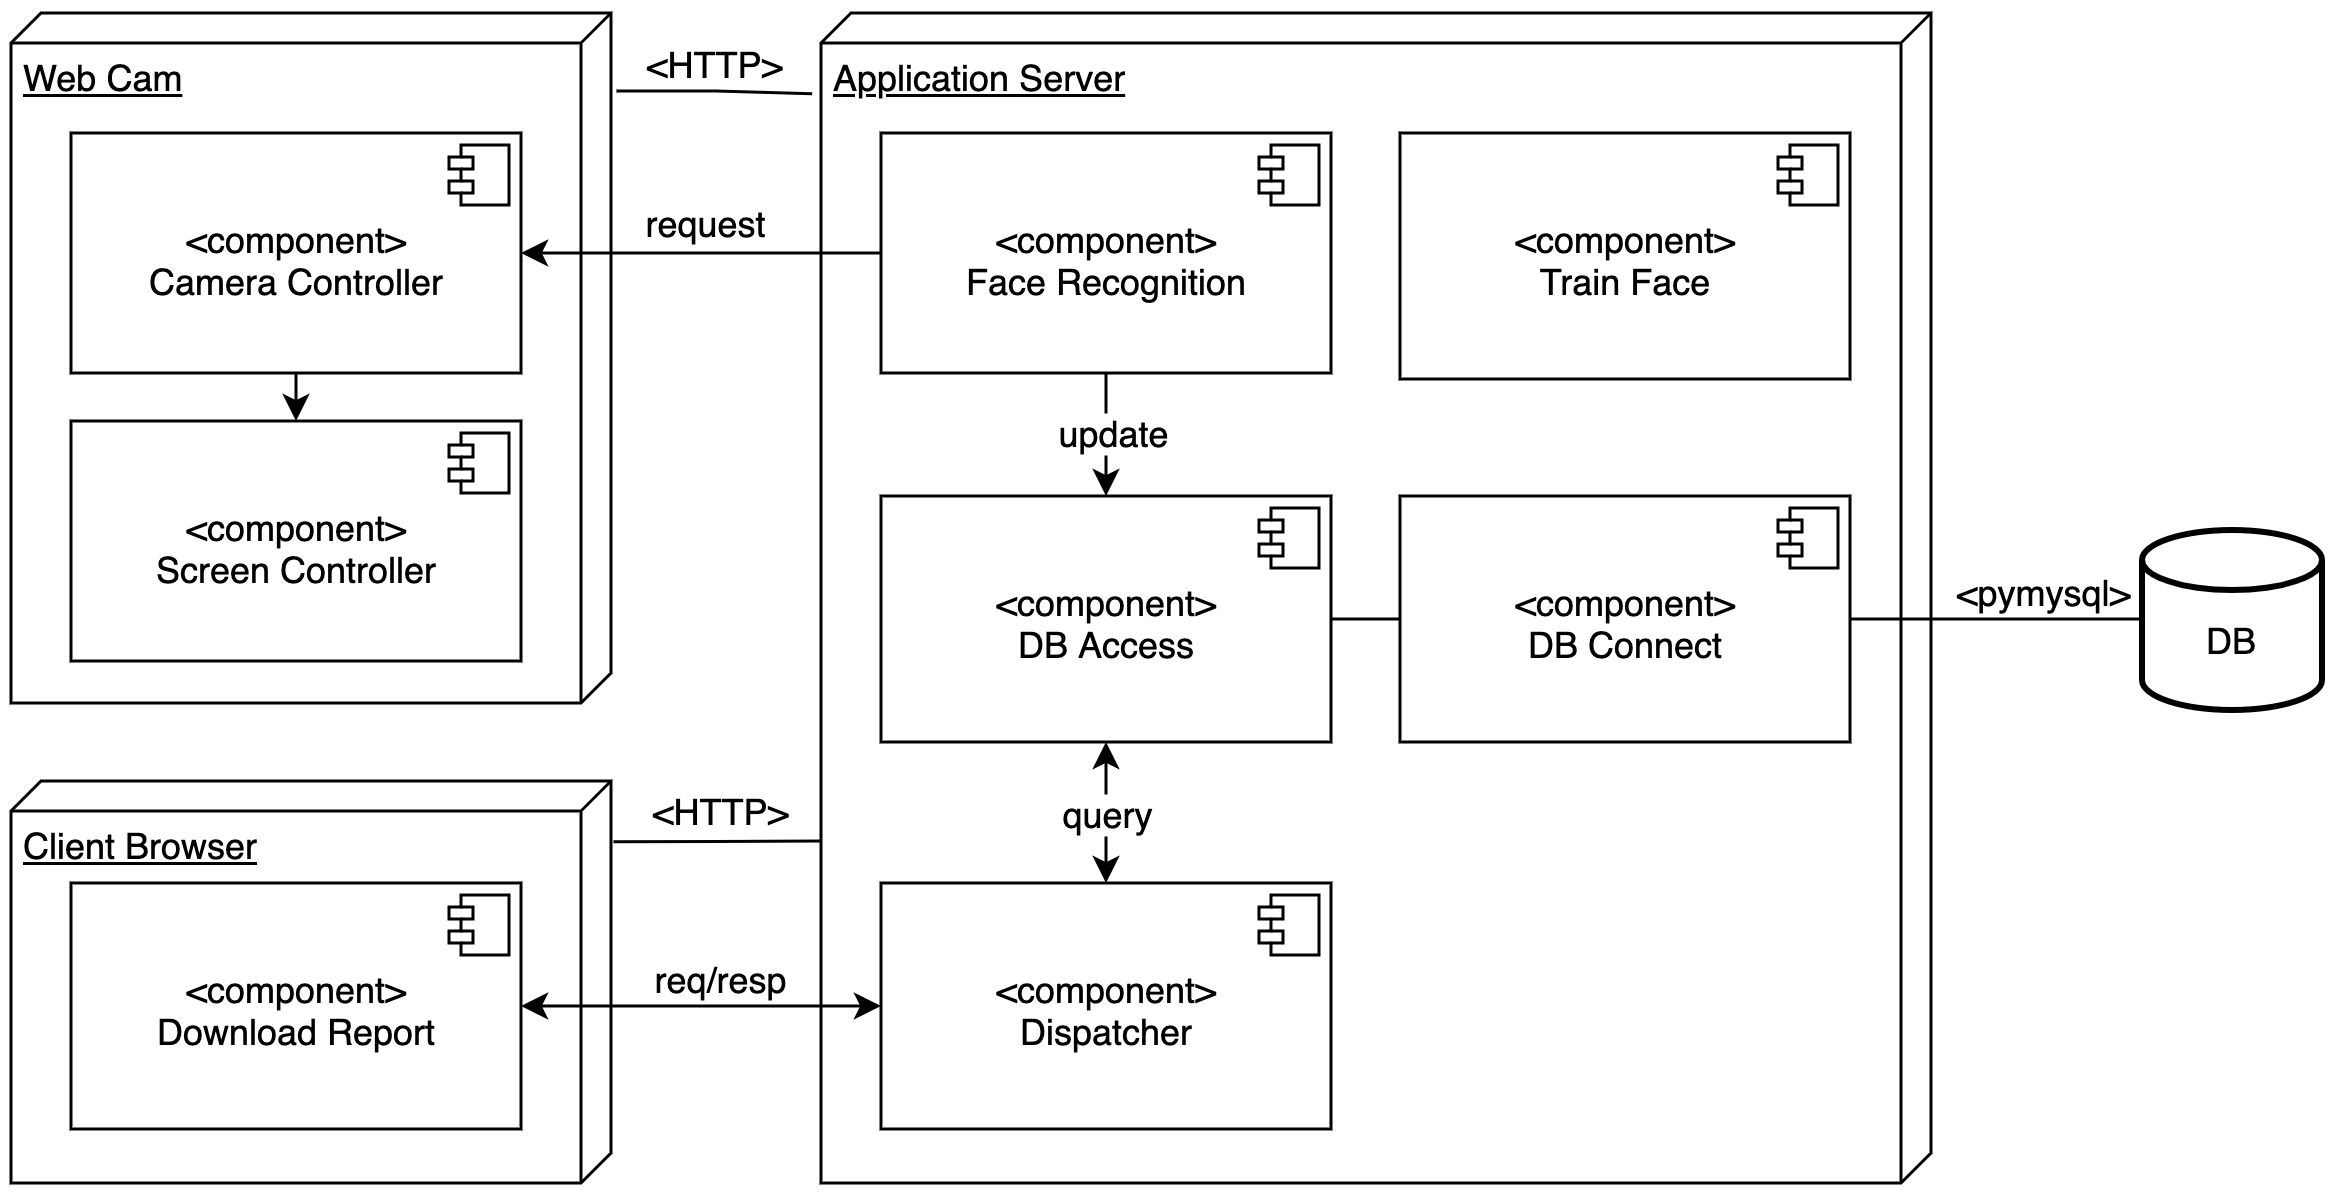 Web Cam
<HTTP>
Application Server
<component>
Camera Controller
request
<component>
Face Recognition
<component>
Train Face
update
<component>
Screen Controller
<component>
DB Access
<component>
DB Connect
<pymysql>
DB
Client Browser
<HTTP>
query
<component>
Download Report
req/resp
<component>
Dispatcher